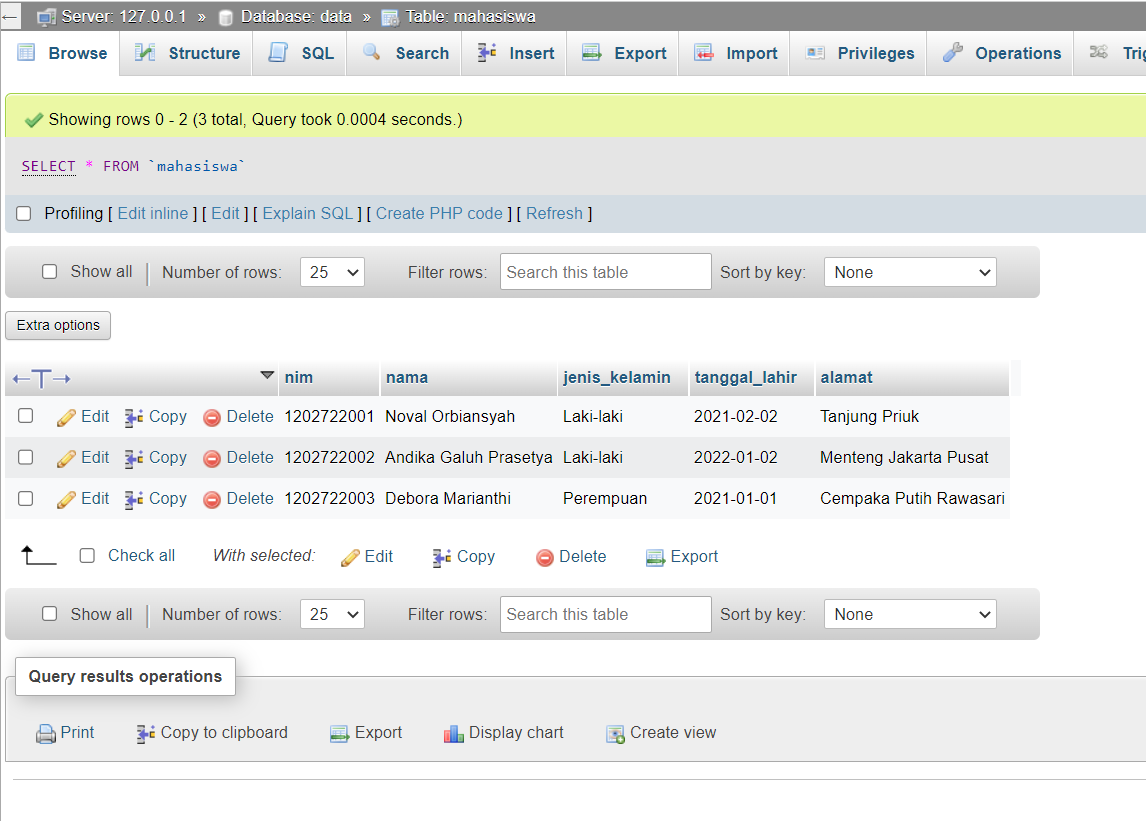 Server: 127.0.0.1 » Database: data » Table: mahasiswa
Browse Structure SQL Search Insert Export Import Privileges Operations
Showing rows 0 - 2 (3 total, Query took 0.0004 seconds.)
SELECT * FROM `mahasiswa`
Profiling [ Edit inline ] [ Edit ] [ Explain SQL ] [ Create PHP code ] [ Refresh ]
Show all Number of rows: 25 Filter rows: Search this table Sort by key: None
Extra options
←T→ nim nama jenis_kelamin tanggal_lahir alamat
Edit Copy Delete 1202722001 Noval Orbiansyah Laki-laki 2021-02-02 Tanjung Priuk
Edit Copy Delete 1202722002 Andika Galuh Prasetya Laki-laki 2022-01-02 Menteng Jakarta Pusat
Edit Copy Delete 1202722003 Debora Marianthi Perempuan 2021-01-01 Cempaka Putih Rawasari
Check all With selected: Edit Copy Delete Export
Show all Number of rows: 25 Filter rows: Search this table Sort by key: None
Query results operations
Print Copy to clipboard Export Display chart Create view